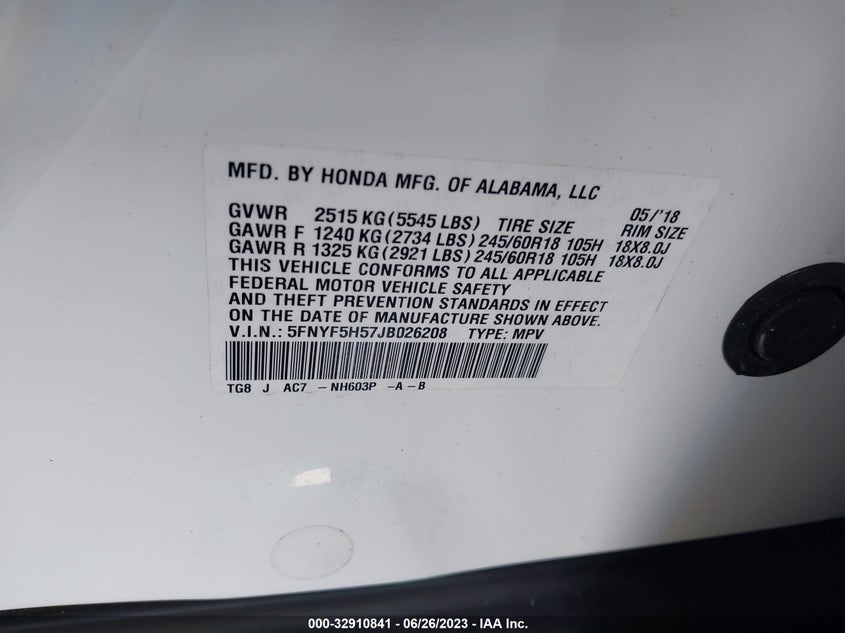 MFD. BY HONDA MFG. OF ALABAMA, LLC
GVWR 2515 KG (5545 LBS) TIRE SIZE 05/'18 RIM SIZE
GAWR F 1240 KG (2734 LBS) 245/60R18 105H 18X8.0J
GAWR R 1325 KG (2921 LBS) 245/60R18 105H 18X8.0J
THIS VEHICLE CONFORMS TO ALL APPLICABLE
FEDERAL MOTOR VEHICLE SAFETY
AND THEFT PREVENTION STANDARDS IN EFFECT
ON THE DATE OF MANUFACTURE SHOWN ABOVE.
V.I.N.: 5FNYF5H57JB026208 TYPE: MPV
TG8 J AC7 - NH603P -A - B
000-32910841 - 06/26/2023 - IAA Inc.